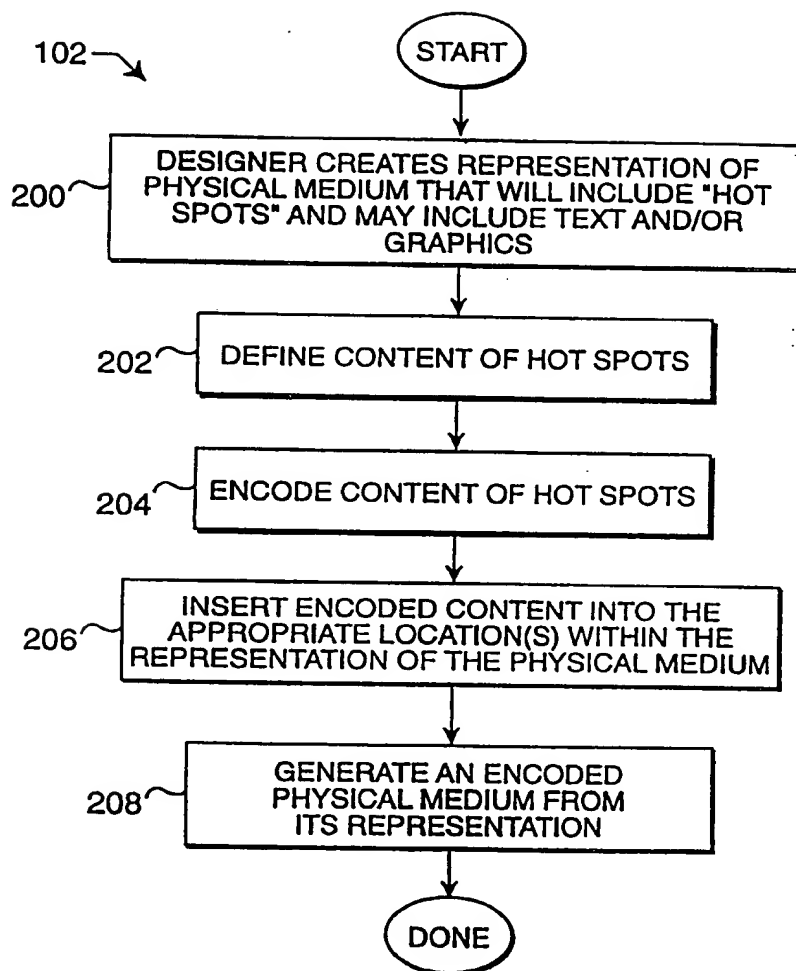 102
START
200
DESIGNER CREATES REPRESENTATION OF
PHYSICAL MEDIUM THAT WILL INCLUDE "HOT
SPOTS" AND MAY INCLUDE TEXT AND/OR
GRAPHICS
202
DEFINE CONTENT OF HOT SPOTS
204
ENCODE CONTENT OF HOT SPOTS
206
INSERT ENCODED CONTENT INTO THE
APPROPRIATE LOCATION(S) WITHIN THE
REPRESENTATION OF THE PHYSICAL MEDIUM
208
GENERATE AN ENCODED
PHYSICAL MEDIUM FROM
ITS REPRESENTATION
DONE